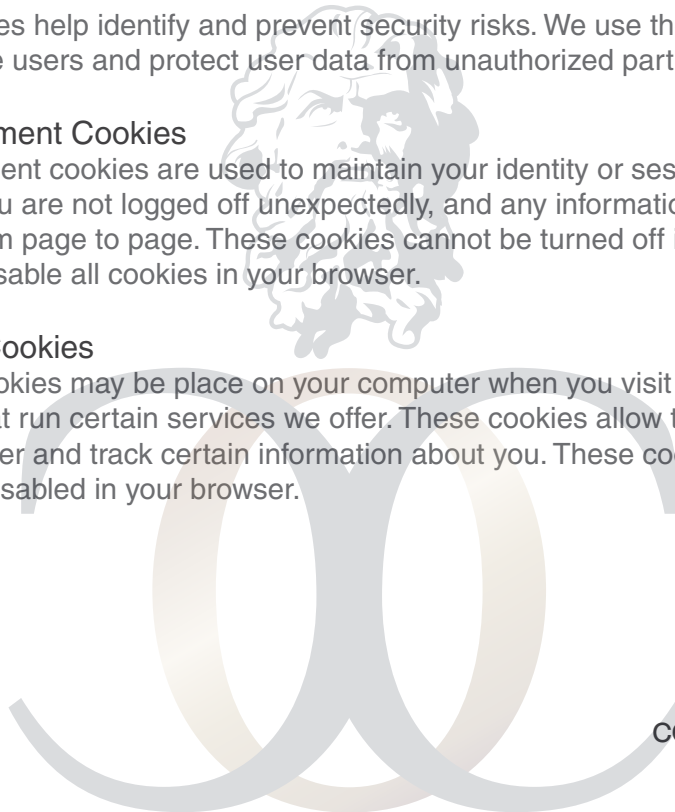 es help identify and prevent security risks. We use th
e users and protect user data from unauthorized part
ment Cookies
ent cookies are used to maintain your identity or ses
u are not logged off unexpectedly, and any informatio
m page to page. These cookies cannot be turned off i
sable all cookies in your browser.
Cookies
okies may be place on your computer when you visit
at run certain services we offer. These cookies allow t
er and track certain information about you. These coo
sabled in your browser.